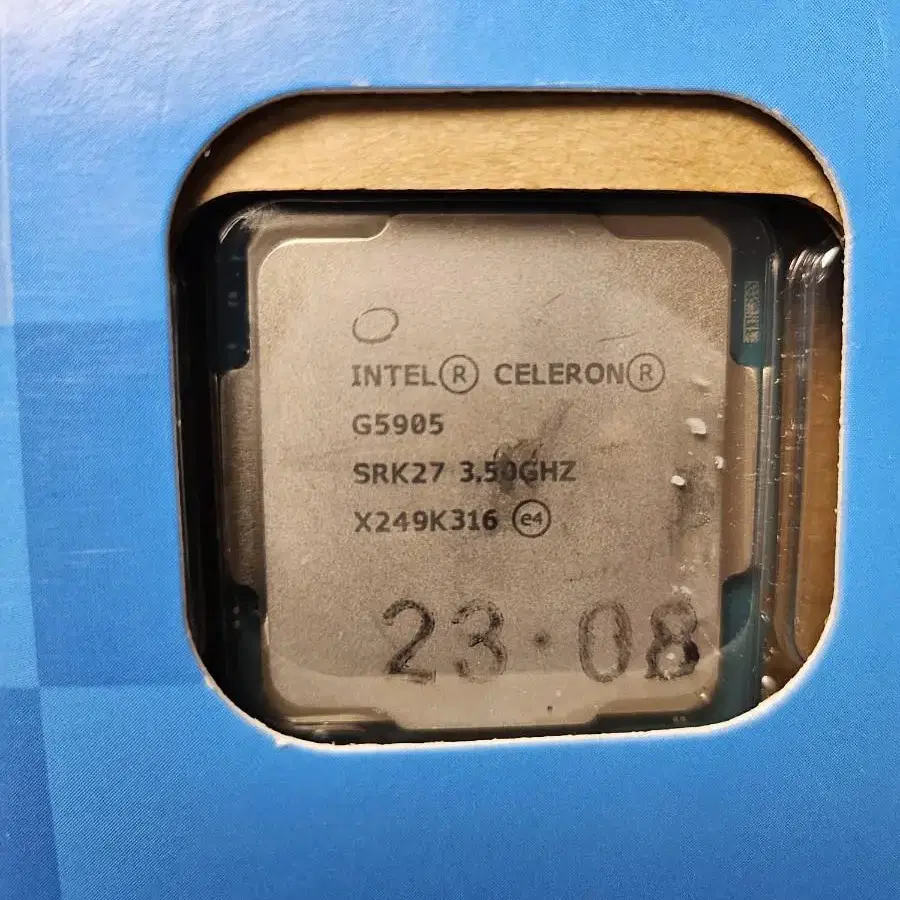 INTEL® CELERON®
G5905
SRK27 3.50GHZ
X249K316 e4
23·08